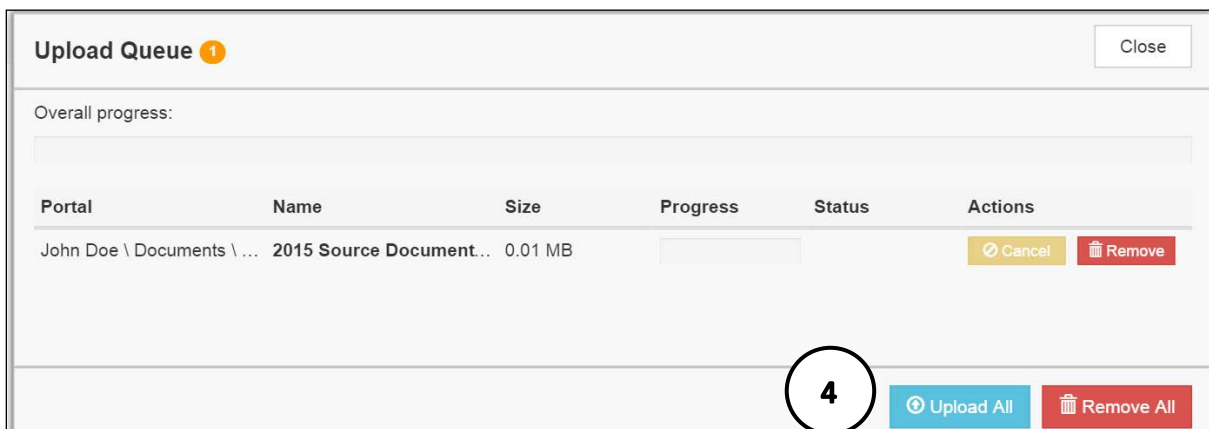 Upload Queue 1 Close
Overall progress:
Portal Name Size Progress Status Actions
John Doe \ Documents \ ... 2015 Source Document... 0.01 MB Cancel Remove
4 Upload All Remove All